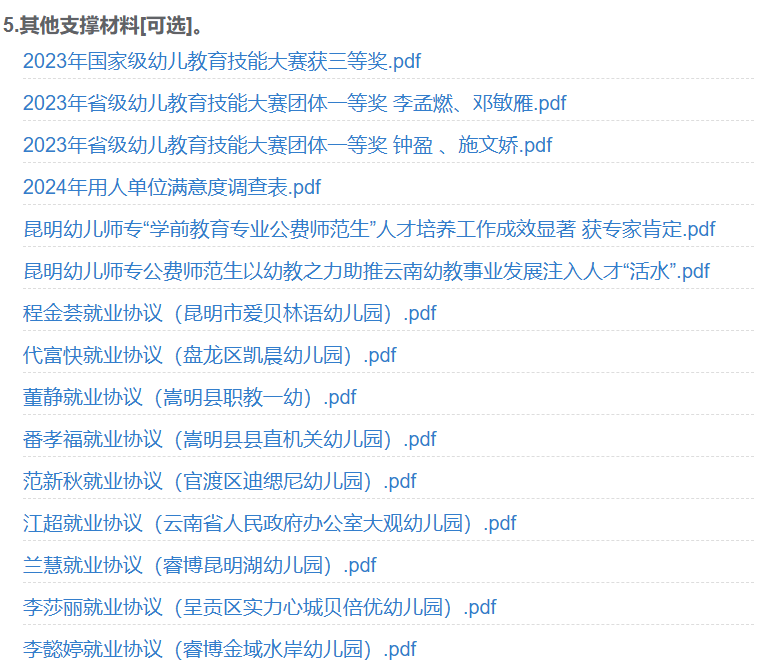 5.其他支撑材料[可选]。
2023年国家级幼儿教育技能大赛获三等奖.pdf
2023年省级幼儿教育技能大赛团体一等奖 李孟燃、邓敏雁.pdf
2023年省级幼儿教育技能大赛团体一等奖 钟盈 、施文娇.pdf
2024年用人单位满意度调查表.pdf
昆明幼儿师专“学前教育专业公费师范生”人才培养工作成效显著 获专家肯定.pdf
昆明幼儿师专公费师范生以幼教之力助推云南幼教事业发展注入人才“活水”.pdf
程金荟就业协议（昆明市爱贝林语幼儿园）.pdf
代富快就业协议（盘龙区凯晨幼儿园）.pdf
董静就业协议（嵩明县职教一幼）.pdf
番孝福就业协议（嵩明县县直机关幼儿园）.pdf
范新秋就业协议（官渡区迪缌尼幼儿园）.pdf
江超就业协议（云南省人民政府办公室大观幼儿园）.pdf
兰慧就业协议（睿博昆明湖幼儿园）.pdf
李莎丽就业协议（呈贡区实力心城贝倍优幼儿园）.pdf
李懿婷就业协议（睿博金域水岸幼儿园）.pdf